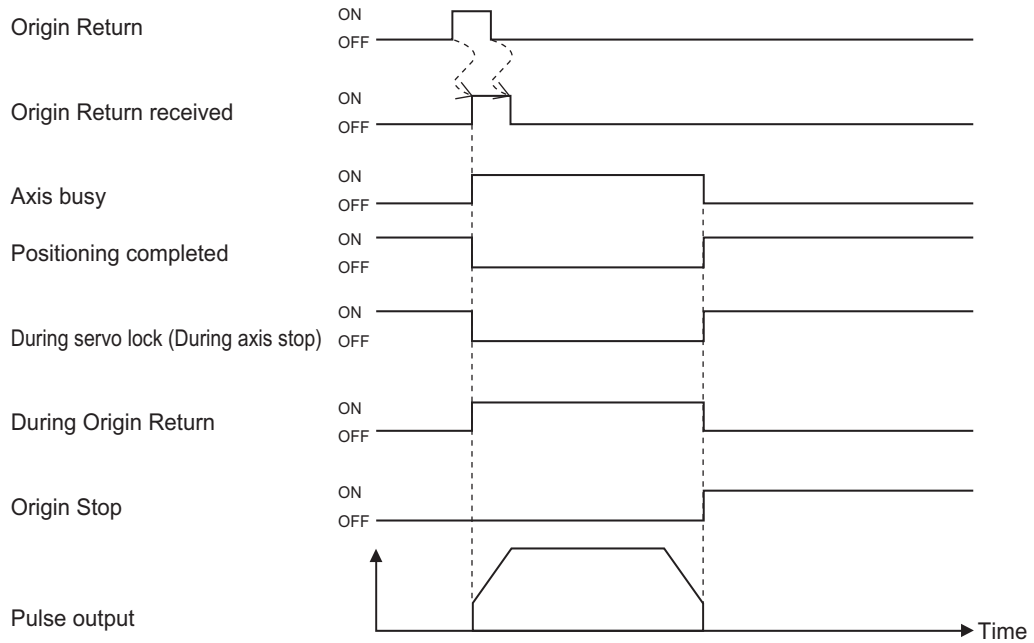 Origin Return
ON
OFF
Origin Return received
ON
OFF
Axis busy
ON
OFF
Positioning completed
ON
OFF
During servo lock (During axis stop)
ON
OFF
During Origin Return
ON
OFF
Origin Stop
ON
OFF
Pulse output
Time